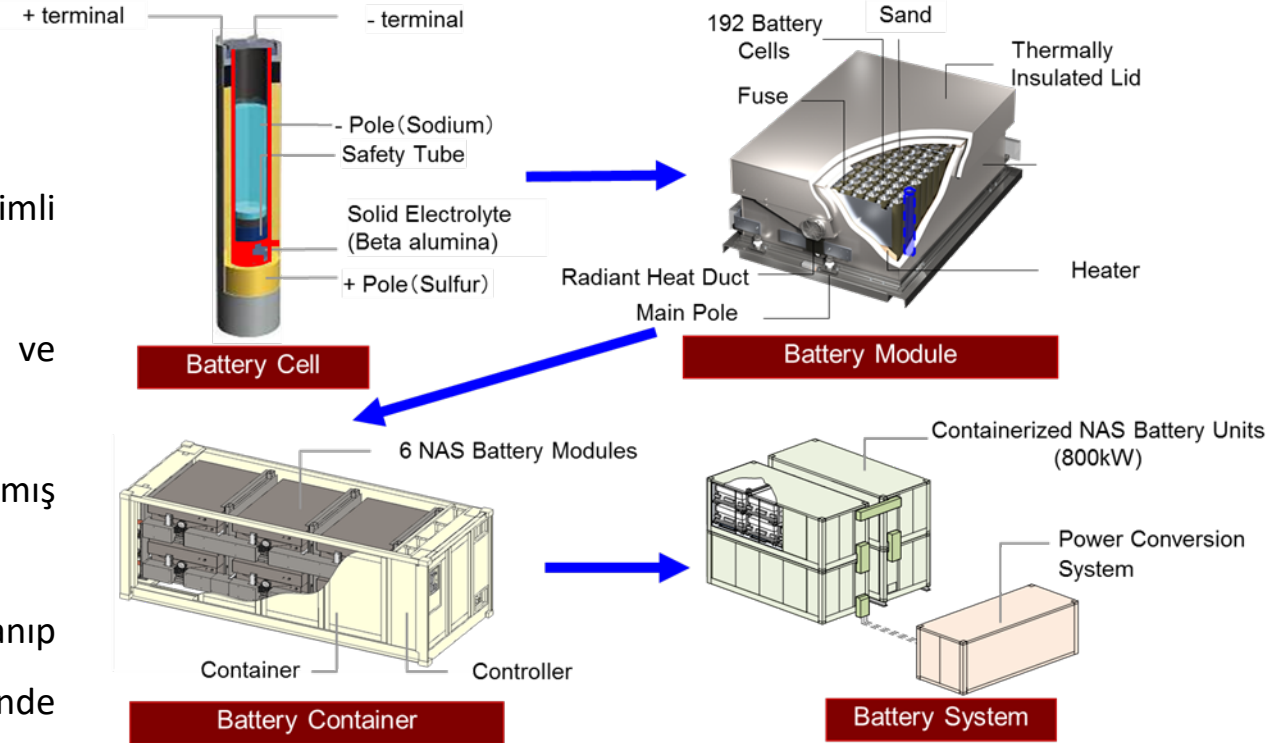 + terminal
- terminal
- Pole（Sodium）
Safety Tube
Solid Electrolyte
(Beta alumina)
+ Pole（Sulfur）
Battery Cell
192 Battery
Cells
Sand
Fuse
Thermally
Insulated Lid
Radiant Heat Duct
Main Pole
Heater
Battery Module
imli
ve
mış
anıp
inde
6 NAS Battery Modules
Container
Controller
Battery Container
Containerized NAS Battery Units
(800kW)
Power Conversion
System
Battery System